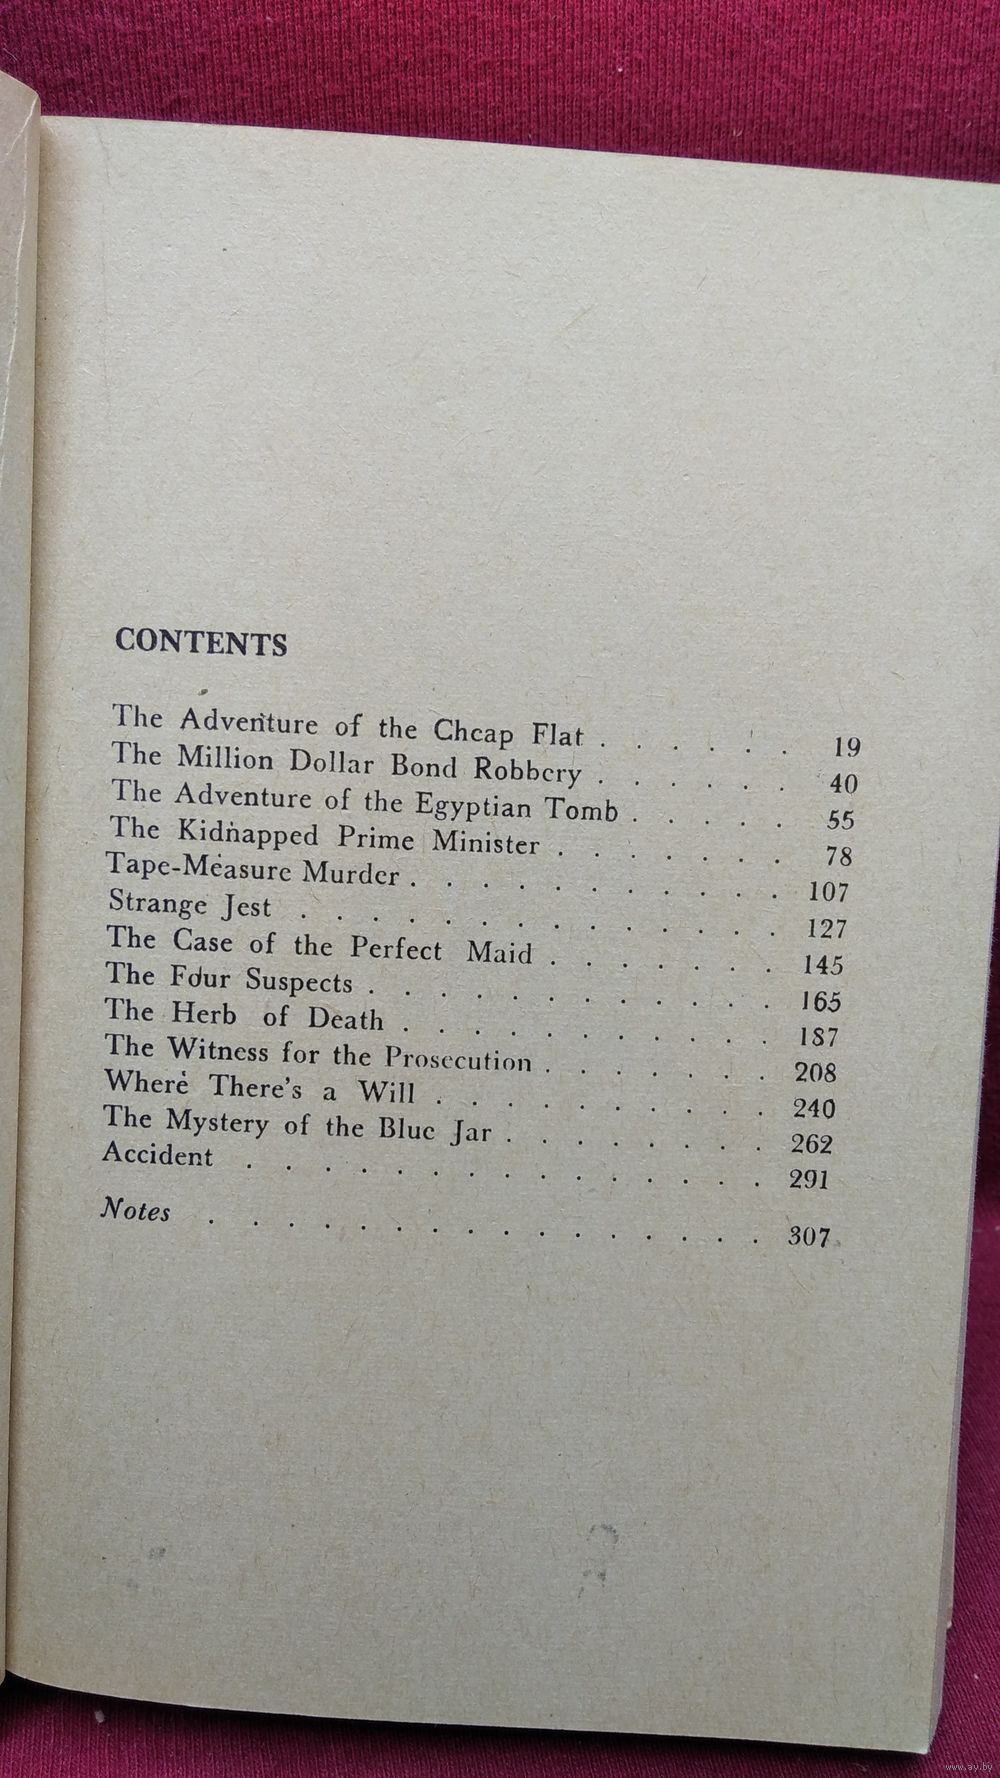 CONTENTS
The Adventure of the Cheap Flat . . . . . . 19
The Million Dollar Bond Robbery . . . . . . 40
The Adventure of the Egyptian Tomb . . . . . 55
The Kidnapped Prime Minister . . . . . . . 78
Tape-Measure Murder . . . . . . . . . . . 107
Strange Jest . . . . . . . . . . . . . . 127
The Case of the Perfect Maid . . . . . . . 145
The Four Suspects . . . . . . . . . . . . 165
The Herb of Death . . . . . . . . . . . 187
The Witness for the Prosecution . . . . . . . 208
Where There's a Will . . . . . . . . . . 240
The Mystery of the Blue Jar . . . . . . . . 262
Accident . . . . . . . . . . . . . . . 291
Notes . . . . . . . . . . . . . . . . 307
www.ay.by